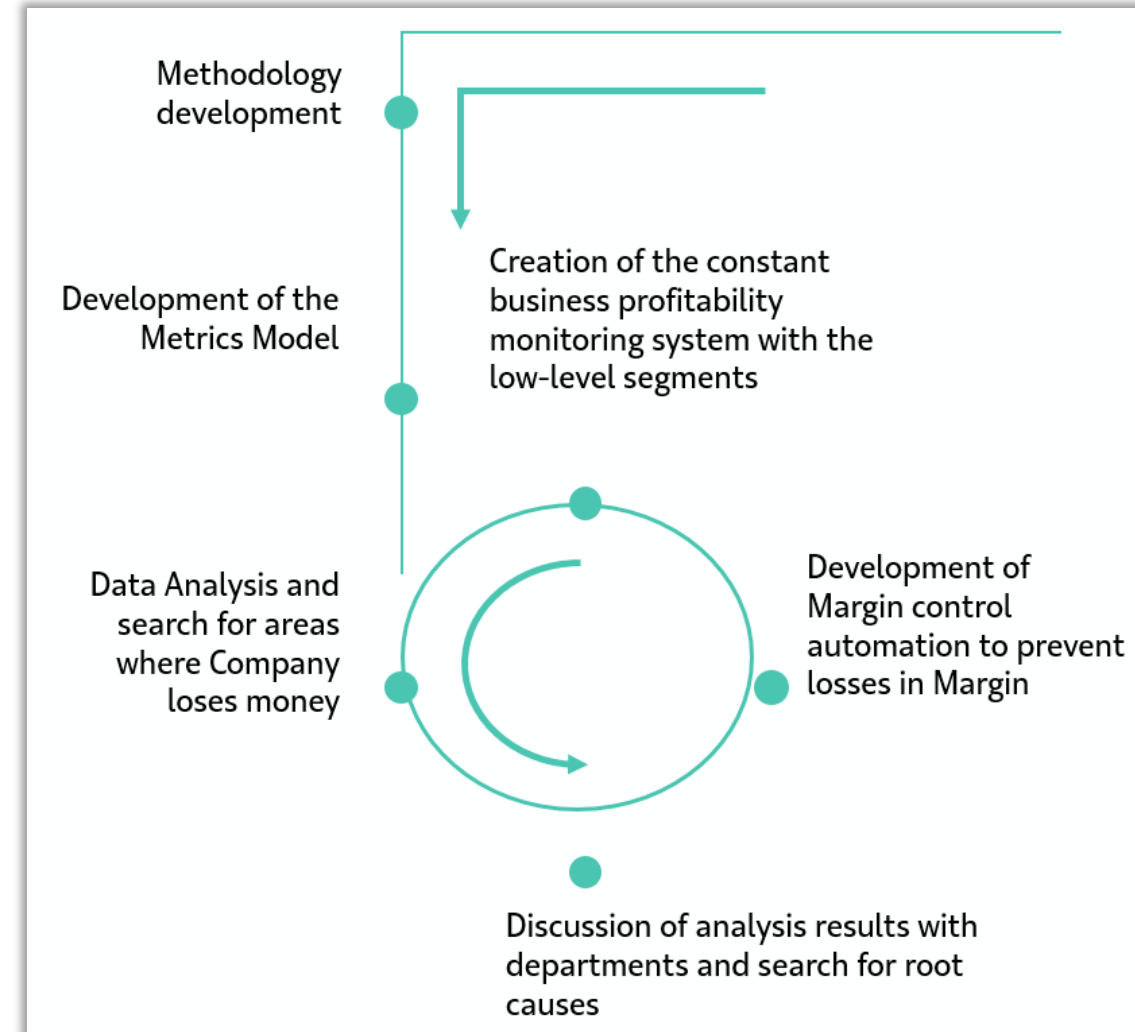 Methodology
development
Development of the
Metrics Model
Creation of the constant
business profitability
monitoring system with the
low-level segments
Data Analysis and
search for areas
where Company
loses money
Development of
Margin control
automation to prevent
losses in Margin
Discussion of analysis results with
departments and search for root
causes